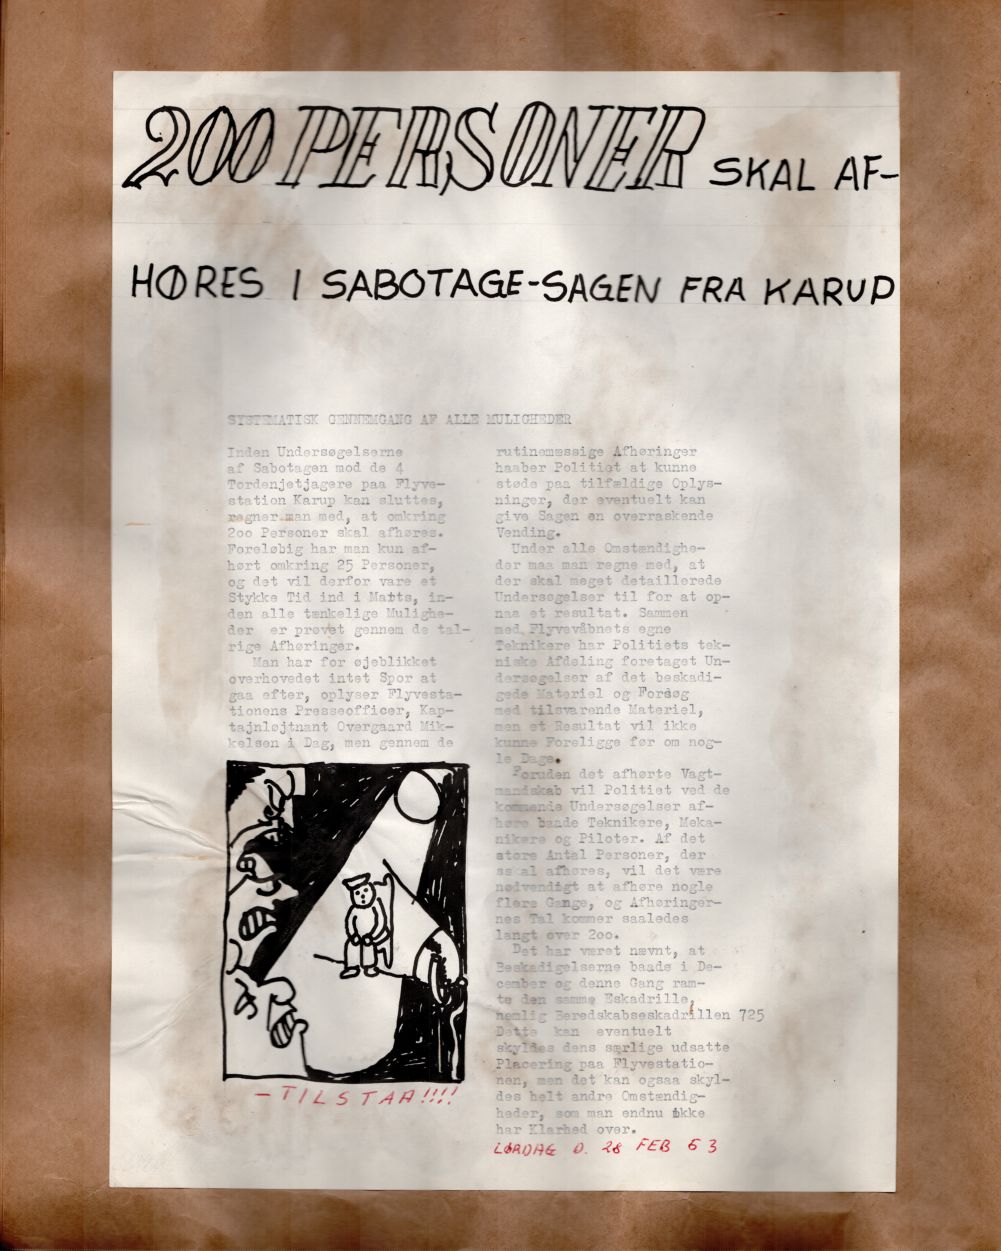 200 PERSONER SKAL AF-
HØRES I SABOTAGE-SAGEN FRA KARUP
SYSTEMATISK GENNEMGANG AF ALLE MULIGHEDER
Inden Undersøgelserne
af Sabotagen mod de 4
Tordenjetjagere paa Flyve-
station Karup kan sluttes,
regner man med, at omkring
2oo Personer skal afhøres.
Foreløbig har man kun af-
hørt omkring 25 Personer,
og det vil derfor vare et
Stykke Tid ind i Matts, in-
den alle tænkelige Mulighe-
der er prøvet gennem de tal-
rige Afhøringer.
Man har for øjeblikket
overhovedet intet Spor at
gaa efter, oplyser Flyvesta-
tionens Presseofficer, Kap-
tajnløjtnant Overgaard Mik-
kelsen i Dag, men gennem de
rutinemæssige Afhøringer
haaber Politiet at kunne
støde paa tilfældige Oplys-
ninger, der eventuelt kan
give Sagen en overraskende
Vending.
Under alle Omstændighe-
der maa man regne med, at
der skal meget detaillerede
Undersøgelser til for at op-
naa et resultat. Sammen
med Flyvevåbnets egne
Teknikere har Politiets tek-
niske Afdeling foretaget Un-
dersøgelser af det beskadi-
gede Materiel og Forsøg
med tilsvarende Materiel,
men et Resultat vil ikke
kunne Foreligge før om nog-
le Dage.
Foruden det afhørte Vagt-
mandskab vil Politiet ved de
kommende Undersøgelser af-
høre baade Teknikere, Meka-
nikere og Piloter. Af det
store Antal Personer, der
ss al afhøres, vil det være
nødvendigt at afhøre nogle
flere Gange, og Afhøringer-
nes Tal kommer saaledes
langt over 2oo.
Det har været nævnt, at
Beskadigelserne baade i De-
cember og denne Gang ram-
te den samme Eskadrille,
nemlig Beredskabseskadrillen 725
Dette kan eventuelt
skyldes dens særlige udsatte
Placering paa Flyvestatio-
nen, men det kan ogsaa skyl-
des helt andre Omstændig-
heder, som man endnu ikke
har Klarhed over.
– TILSTAA!!!!
LØRDAG D. 28 FEB 63